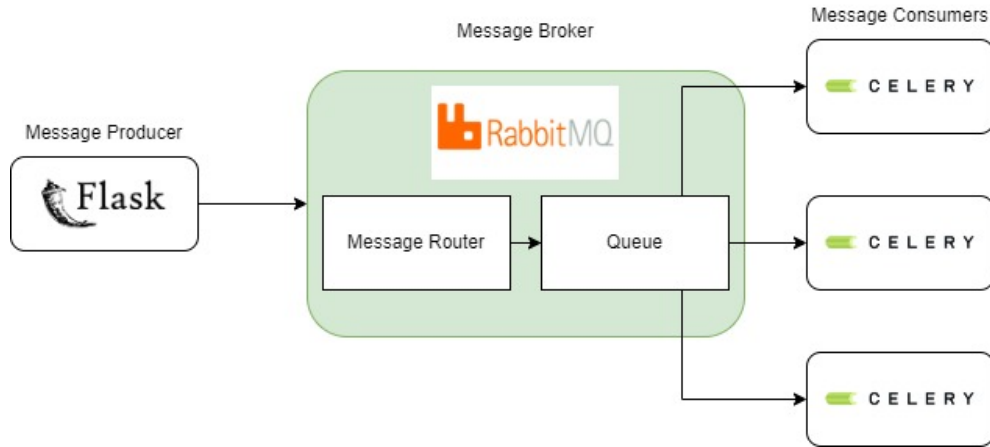 Message Consumers
Message Broker
CELERY
RabbitMQ
Message Producer
Flask
Message Router
Queue
CELERY
CELERY